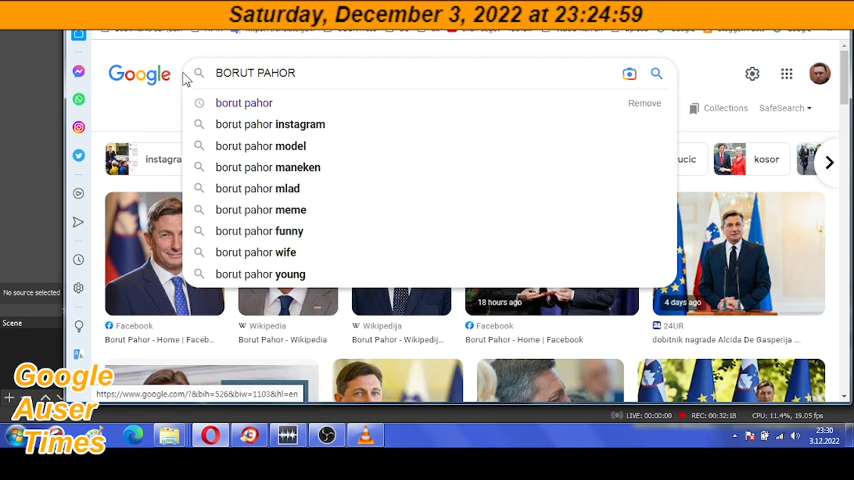 Saturday, December 3, 2022 at 23:24:59
Google
BORUT PAHOR
borut pahor
Remove
borut pahor instagram
borut pahor model
borut pahor maneken
borut pahor mlad
borut pahor meme
borut pahor funny
borut pahor wife
borut pahor young
Collections
SafeSearch
instagra
ucic
kosor
18 hours ago
4 days ago
Facebook
Wikipedia
Wikipedija
Facebook
24UR
Borut Pahor - Home | Faceb...
Borut Pahor - Wikipedia
Borut Pahor - Wikipedij...
Borut Pahor - Home | Facebook
dobitnik nagrade Alcida De Gasperija ...
No source selected
Scene
https://www.google.com/?&bih=526&biw=1103&hl=en
Google
Auser
Times
LIVE: 00:00:00
REC: 00:32:18
CPU: 11.4%, 19.05 fps
23:30
3.12.2022